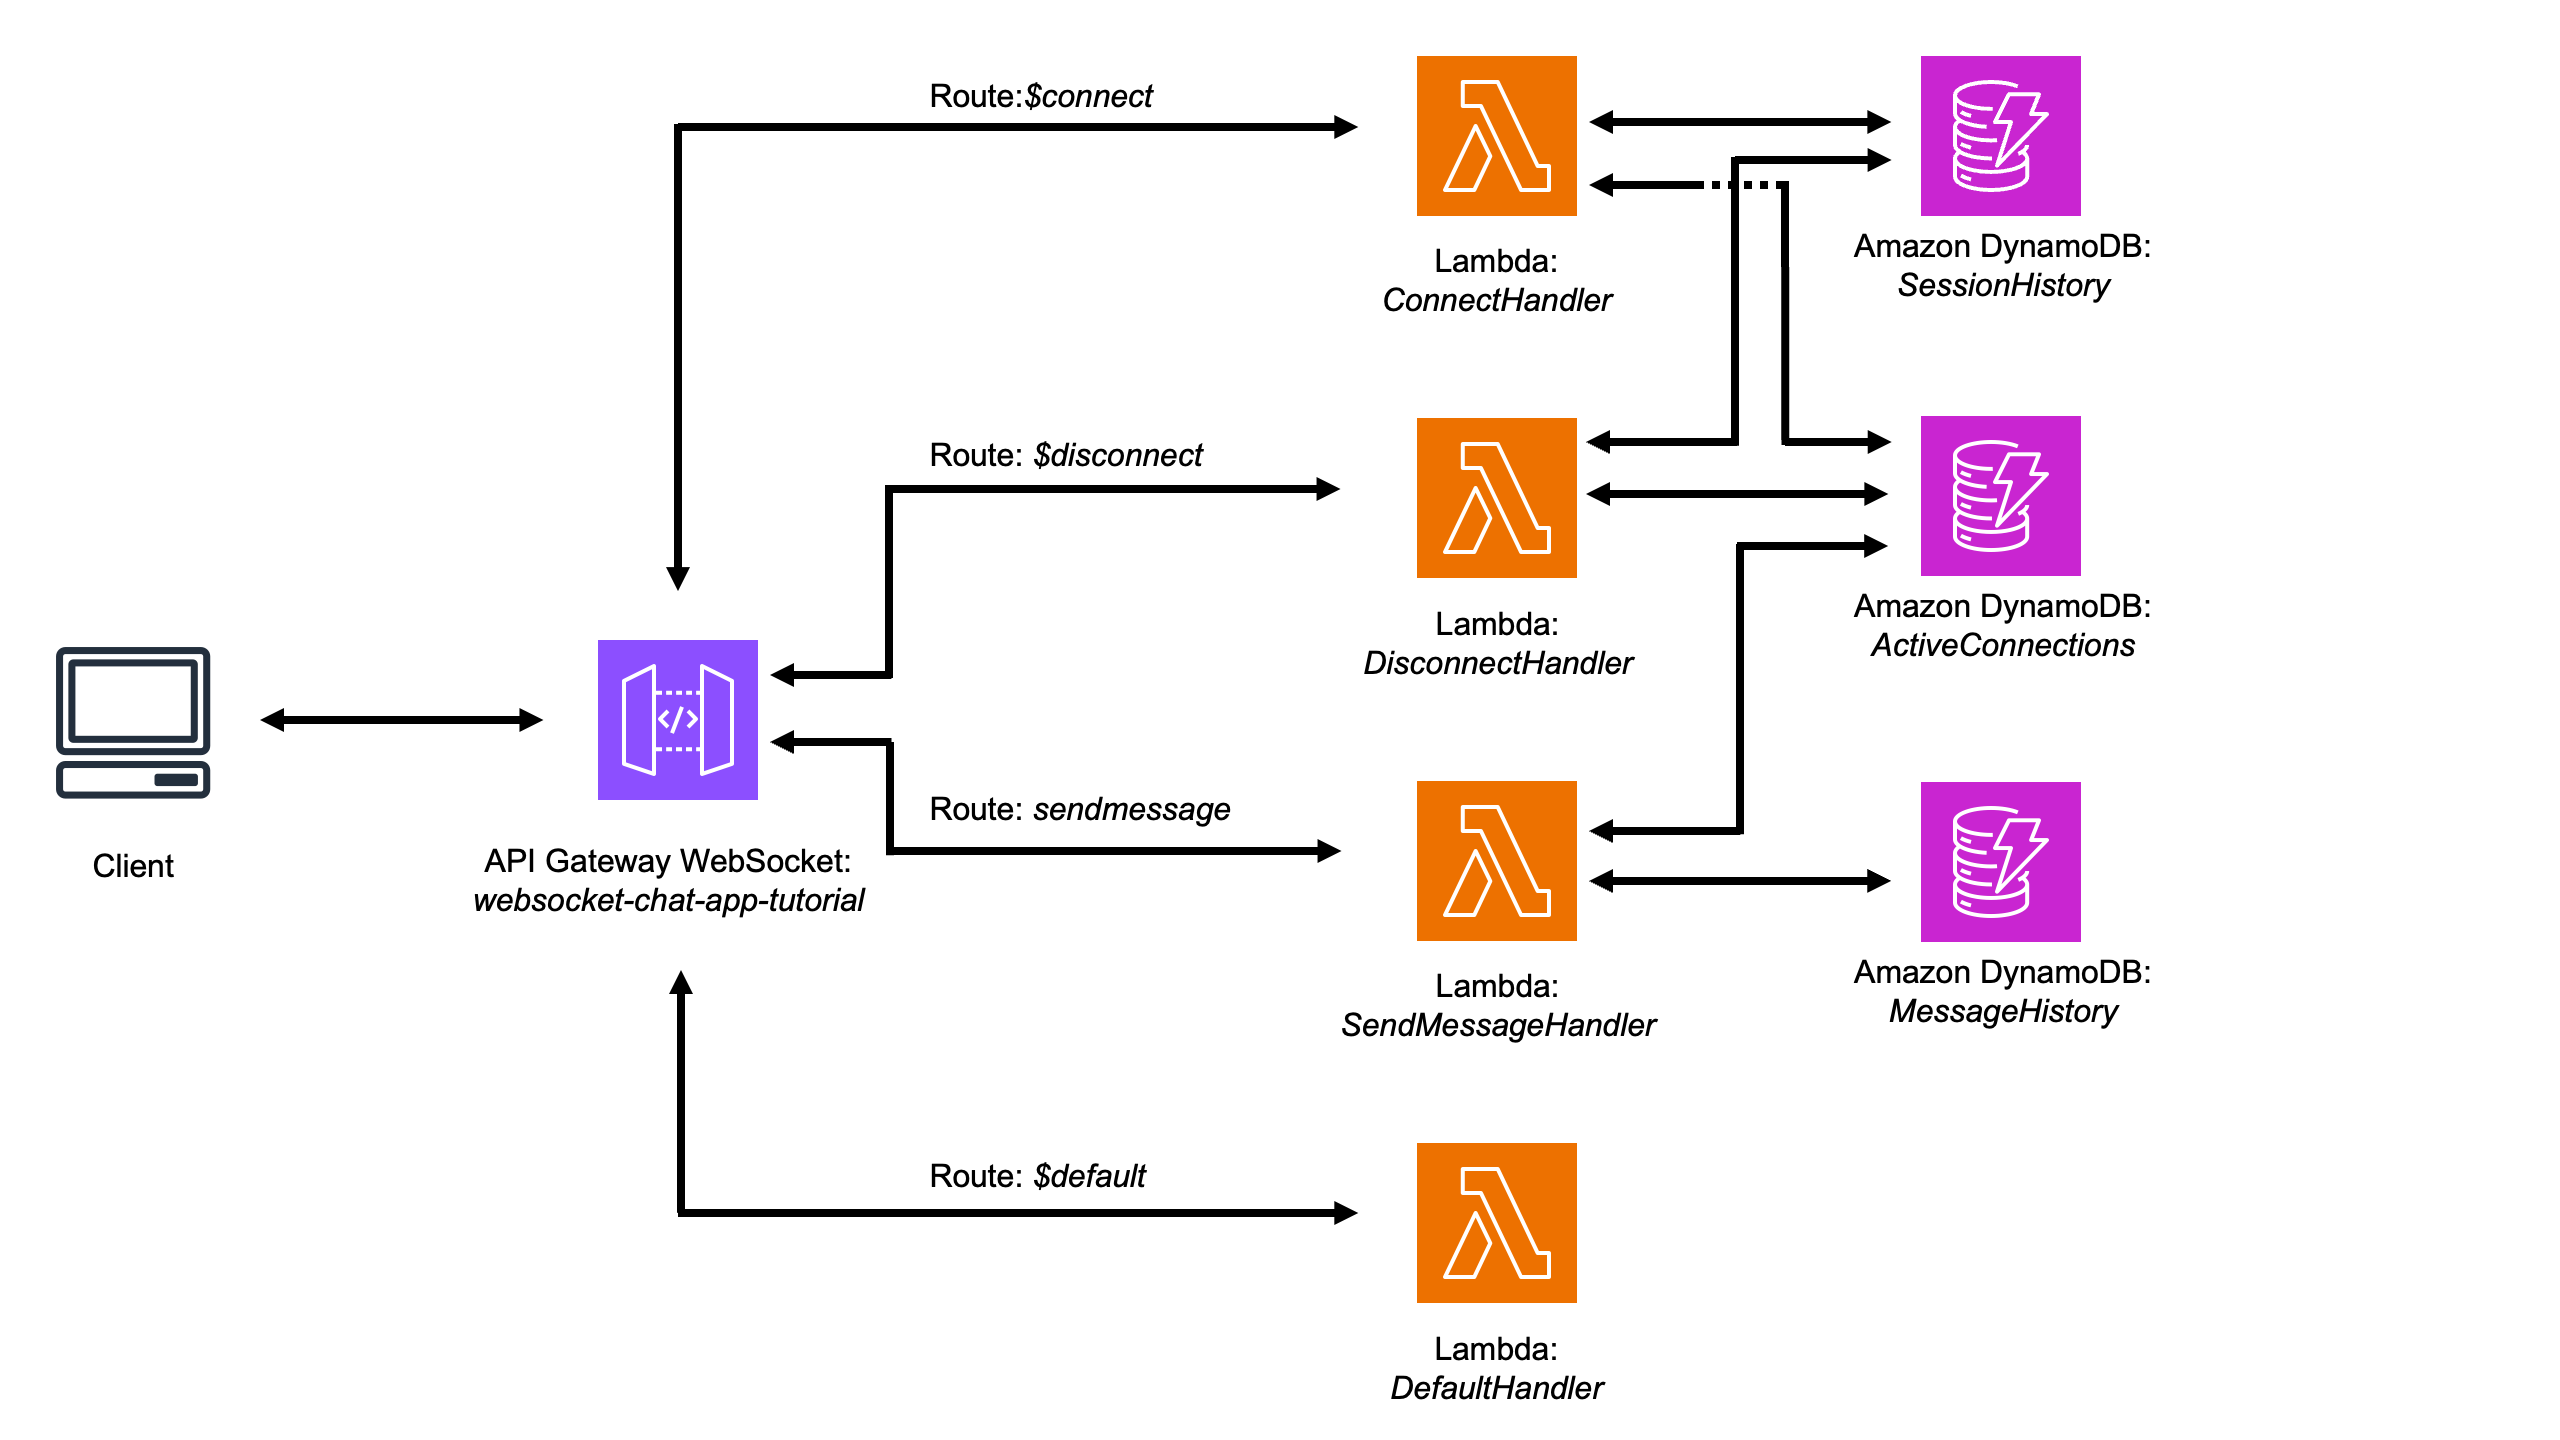 Route:$connect
Lambda:
ConnectHandler
Amazon DynamoDB:
SessionHistory
Route: $disconnect
Lambda:
DisconnectHandler
Amazon DynamoDB:
ActiveConnections
Client
</>
API Gateway WebSocket:
websocket-chat-app-tutorial
Route: sendmessage
Lambda:
SendMessageHandler
Amazon DynamoDB:
MessageHistory
Route: $default
Lambda:
DefaultHandler